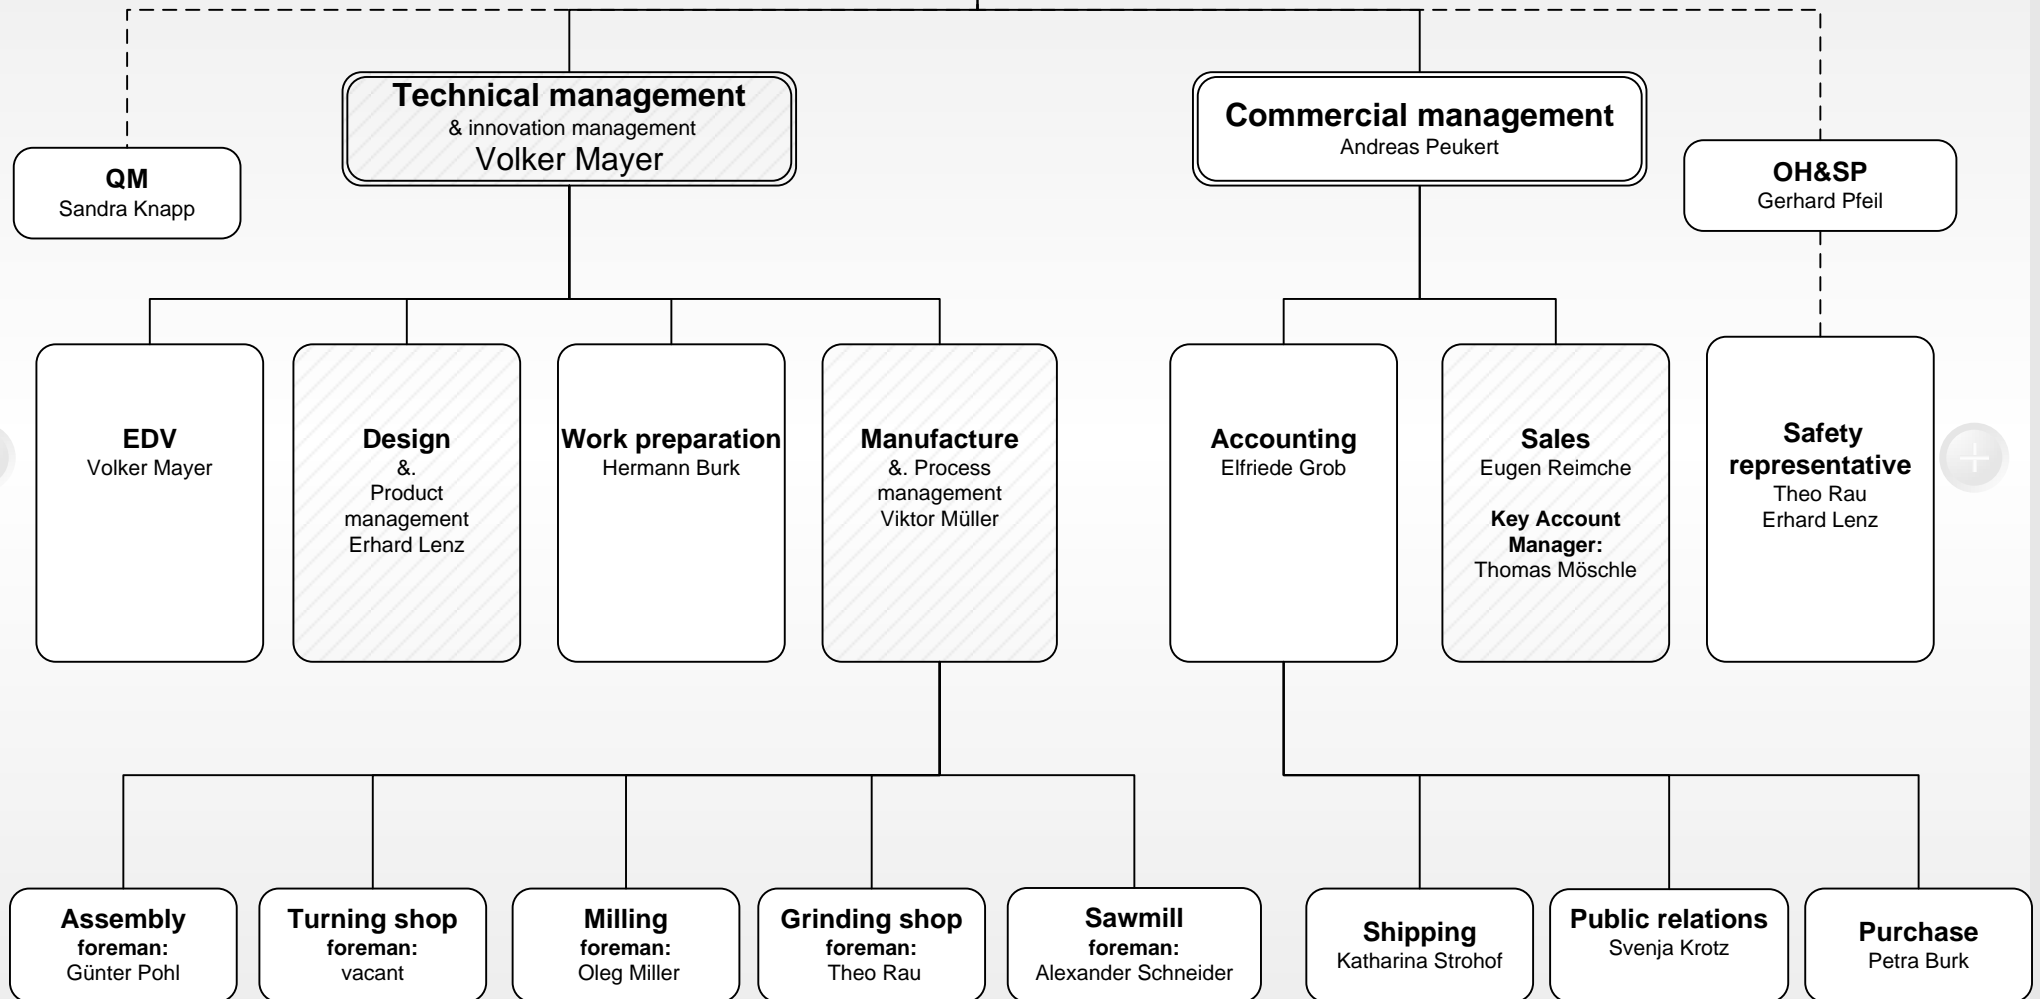 Technical management
& innovation management
Volker Mayer
Commercial management
Andreas Peukert
QM
Sandra Knapp
OH&SP
Gerhard Pfeil
EDV
Volker Mayer
Design
&.
Product
management
Erhard Lenz
Work preparation
Hermann Burk
Manufacture
&. Process
management
Viktor Müller
Accounting
Elfriede Grob
Sales
Eugen Reimche
Key Account
Manager:
Thomas Möschle
Safety
representative
Theo Rau
Erhard Lenz
Assembly
foreman:
Günter Pohl
Turning shop
foreman:
vacant
Milling
foreman:
Oleg Miller
Grinding shop
foreman:
Theo Rau
Sawmill
foreman:
Alexander Schneider
Shipping
Katharina Strohof
Public relations
Svenja Krotz
Purchase
Petra Burk